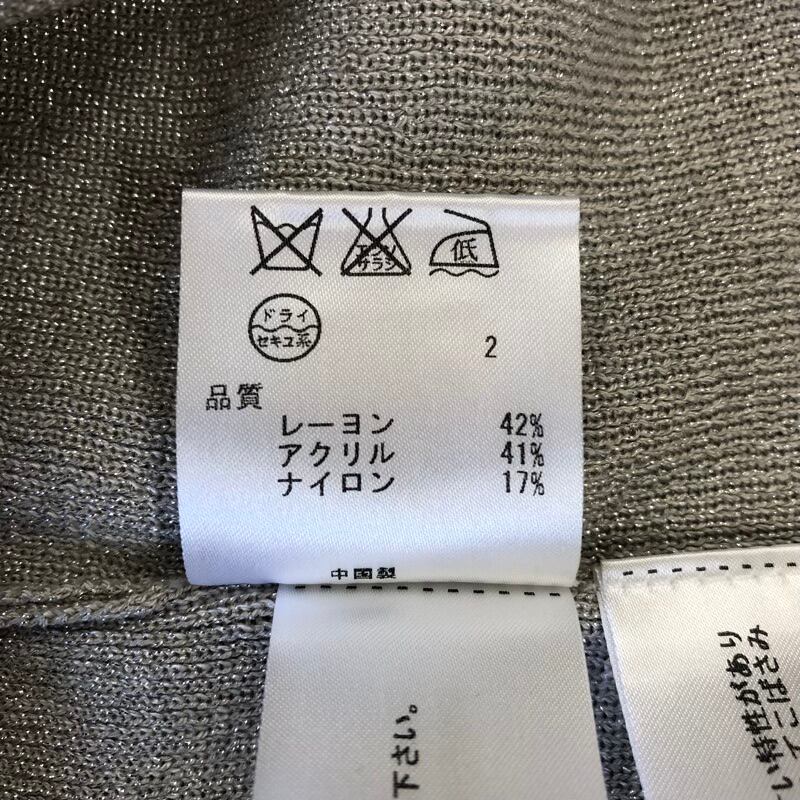 エンソ
サラシ
低
ドライ
セキユ系
2
品質
レーヨン 42%
アクリル 41%
ナイロン 17%
中国製
下さい。
い特性があり
てこばさみ